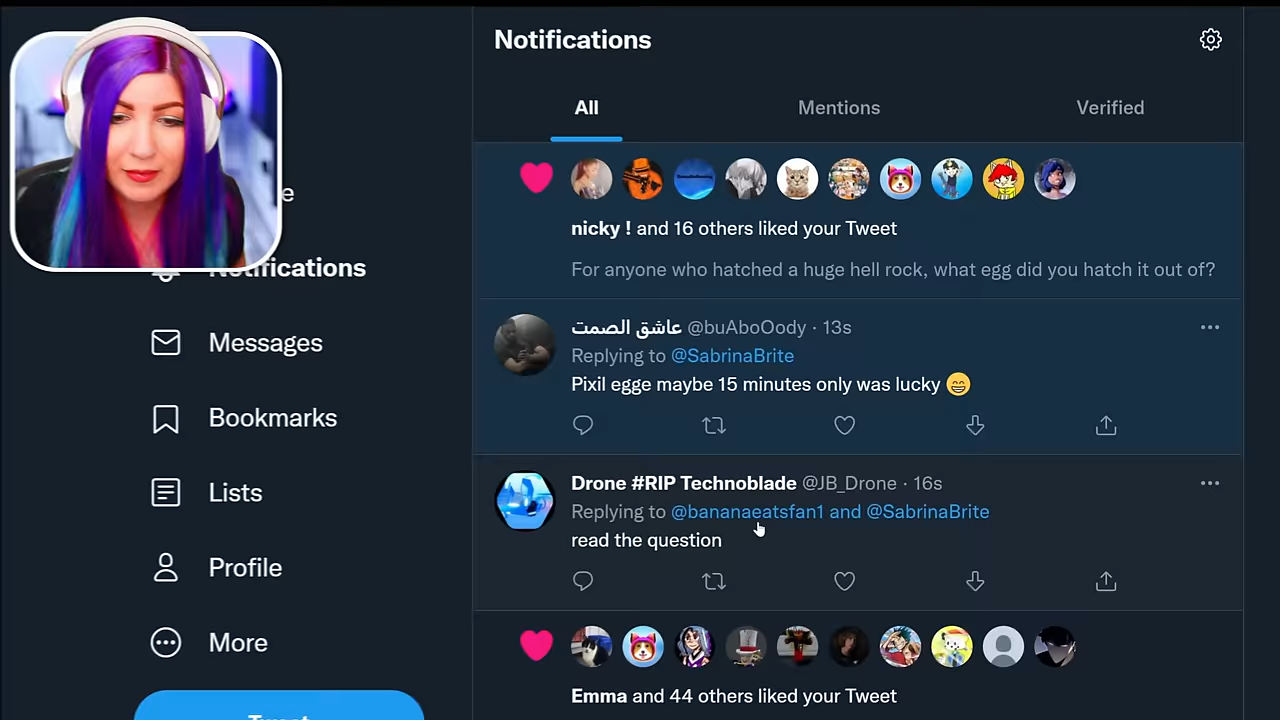 Notifications
All
Mentions
Verified
nicky ! and 16 others liked your Tweet
For anyone who hatched a huge hell rock, what egg did you hatch it out of?
عاشق الصمت @buAboOody · 13s
Replying to @SabrinaBrite
Pixil egge maybe 15 minutes only was lucky 😁
Drone #RIP Technoblade @JB_Drone · 16s
Replying to @bananaeatsfan1 and @SabrinaBrite
read the question
Emma and 44 others liked your Tweet
e
Notifications
Messages
Bookmarks
Lists
Profile
More
Tweet